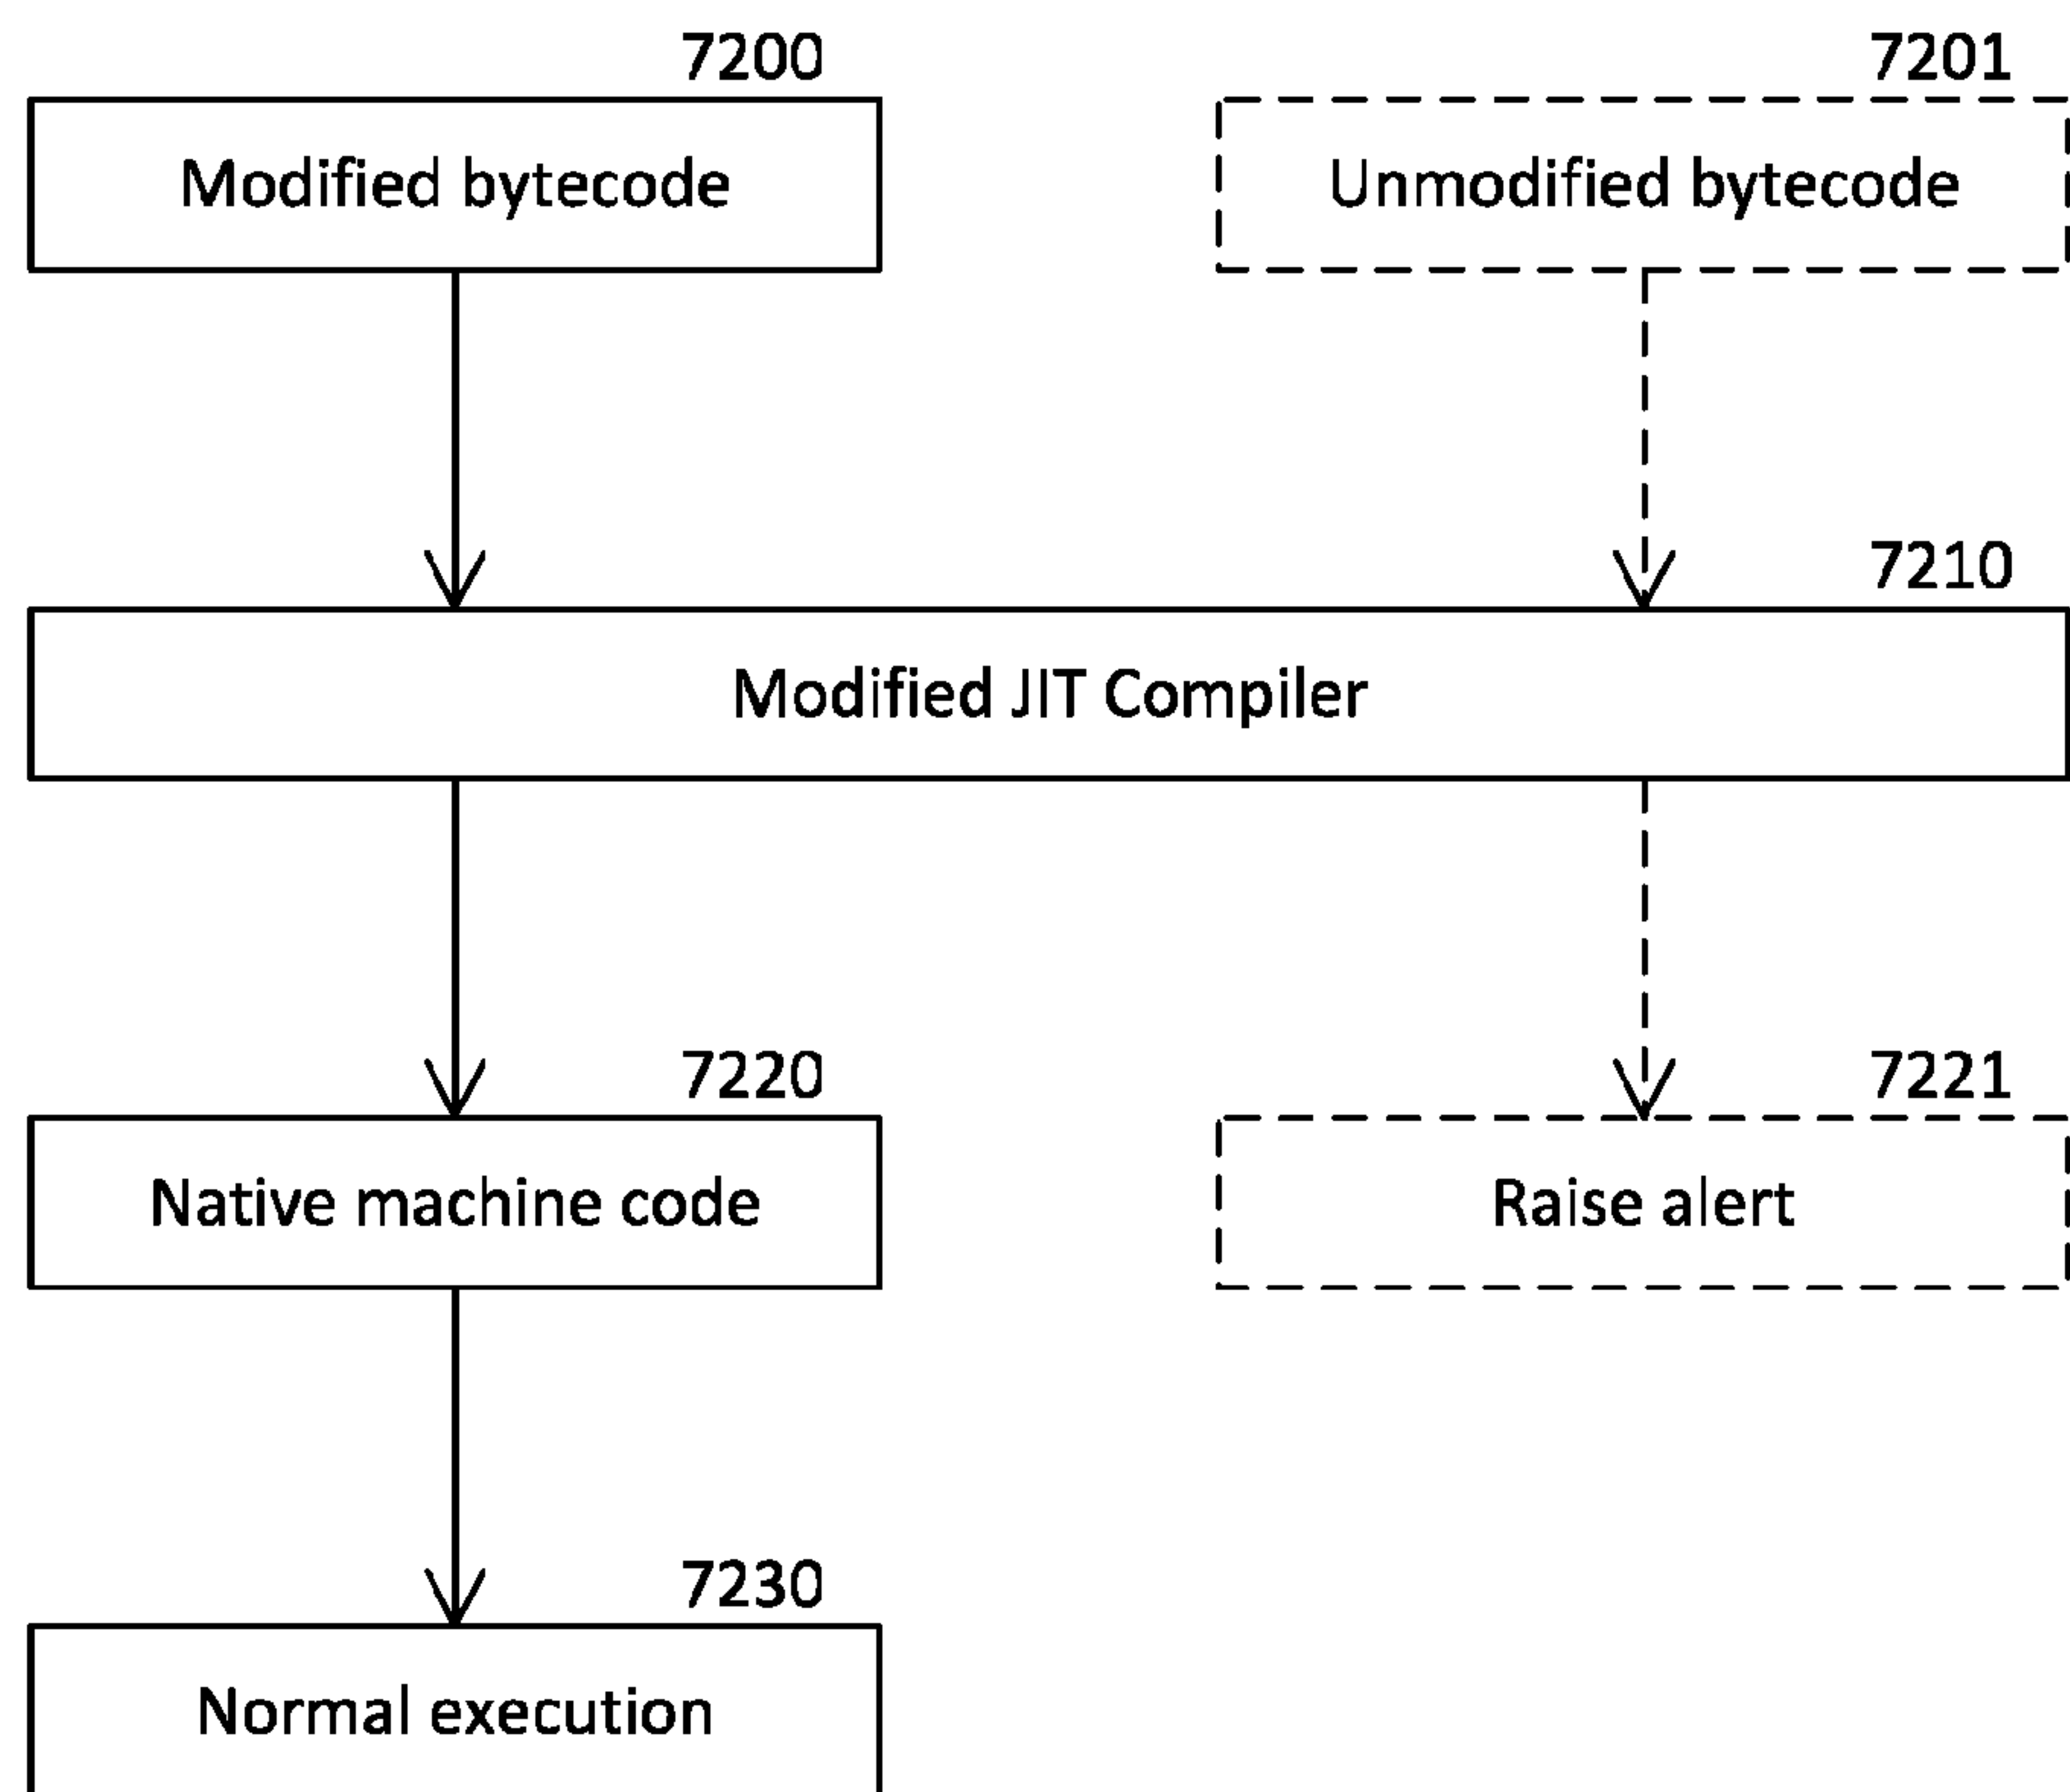 7200
Modified bytecode
7201
Unmodified bytecode
7210
Modified JIT Compiler
7220
Native machine code
7221
Raise alert
7230
Normal execution